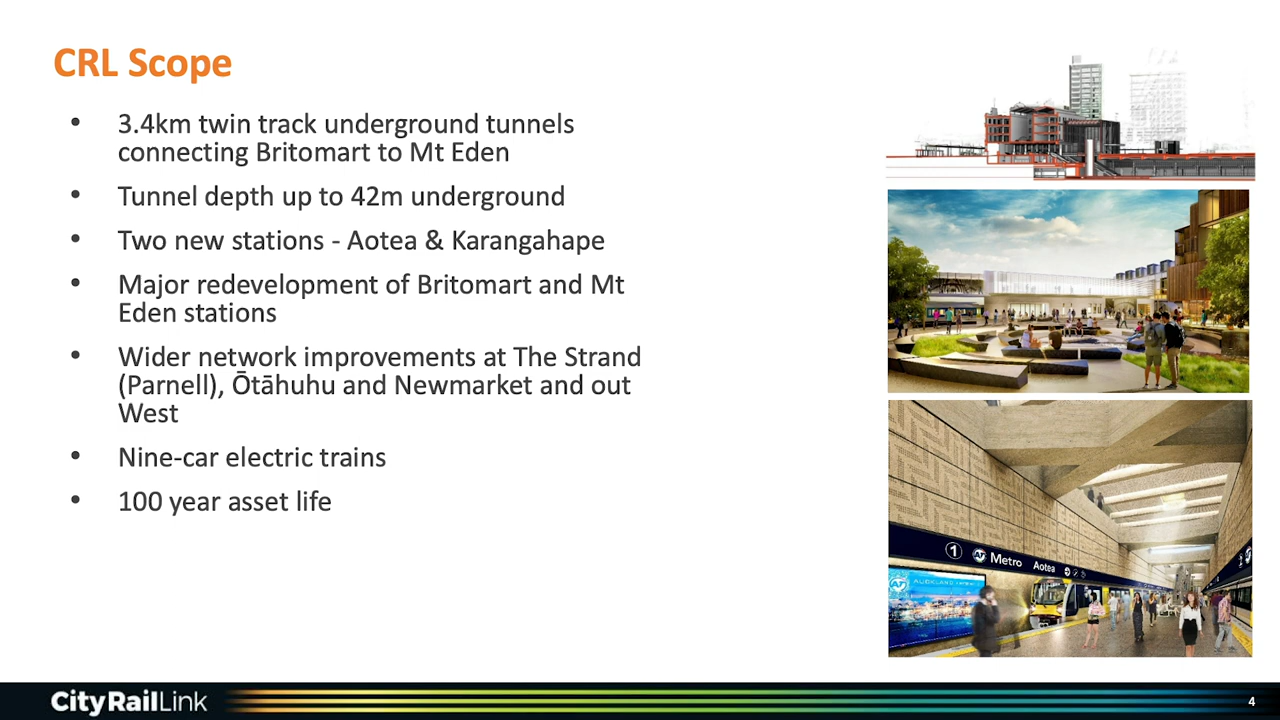 CRL Scope
• 3.4km twin track underground tunnels
connecting Britomart to Mt Eden
• Tunnel depth up to 42m underground
• Two new stations - Aotea & Karangahape
• Major redevelopment of Britomart and Mt
Eden stations
• Wider network improvements at The Strand
(Parnell), Ōtāhuhu and Newmarket and out
West
• Nine-car electric trains
• 100 year asset life
1 AT Metro Aotea
AT AUCKLAND
CityRailLink
4